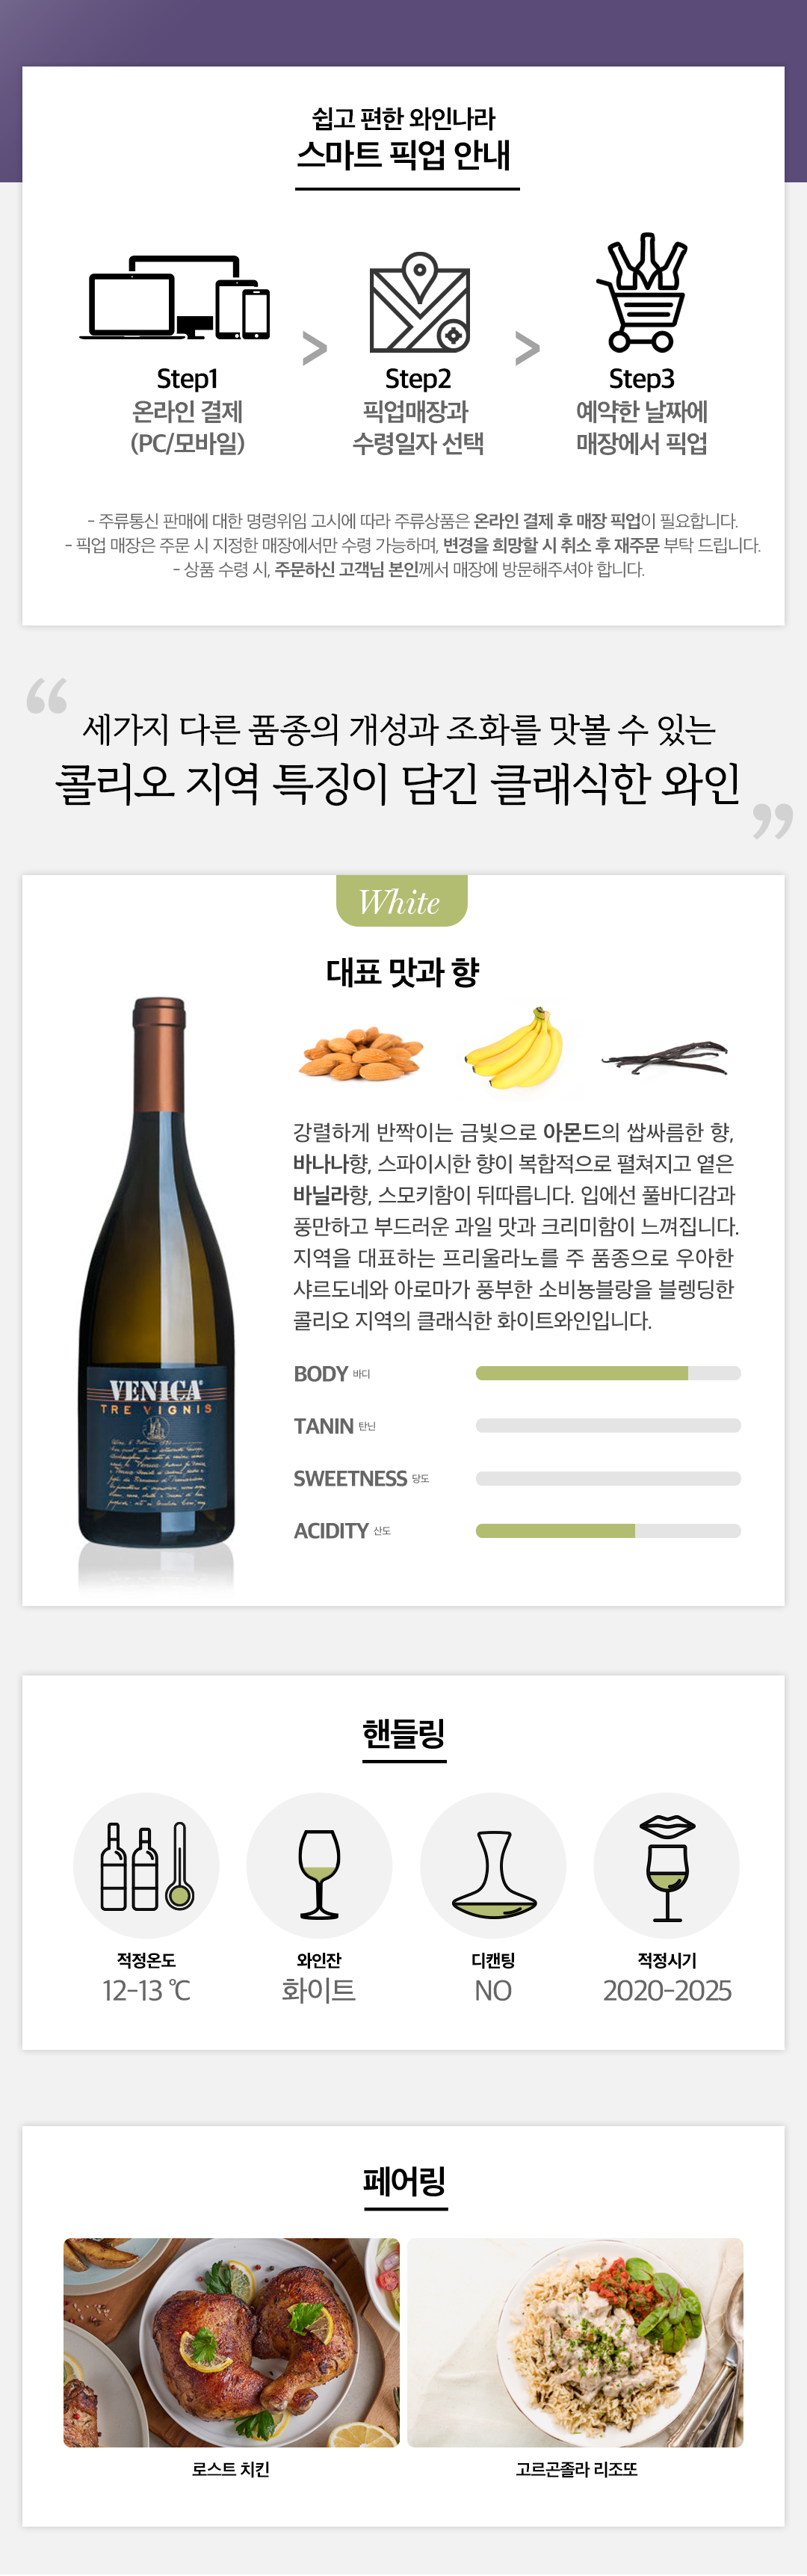 쉽고 편한 와인나라
스마트 픽업 안내
Step1
온라인 결제
(PC/모바일)
>
Step2
픽업매장과
수령일자 선택
>
Step3
예약한 날짜에
매장에서 픽업
- 주류통신 판매에 대한 명령위임 고시에 따라 주류상품은 온라인 결제 후 매장 픽업이 필요합니다.
- 픽업 매장은 주문 시 지정한 매장에서만 수령 가능하며, 변경을 희망할 시 취소 후 재주문 부탁 드립니다.
- 상품 수령 시, 주문하신 고객님 본인께서 매장에 방문해주셔야 합니다.
“ 세가지 다른 품종의 개성과 조화를 맛볼 수 있는
콜리오 지역 특징이 담긴 클래식한 와인 ”
White
대표 맛과 향
강렬하게 반짝이는 금빛으로 아몬드의 쌉싸름한 향,
바나나향, 스파이시한 향이 복합적으로 펼쳐지고 옅은
바닐라향, 스모키함이 뒤따릅니다. 입에선 풀바디감과
풍만하고 부드러운 과일 맛과 크리미함이 느껴집니다.
지역을 대표하는 프리울라노를 주 품종으로 우아한
샤르도네와 아로마가 풍부한 소비뇽블랑을 블렝딩한
콜리오 지역의 클래식한 화이트와인입니다.
VENICA
TRE VIGNIS
BODY 바디
TANIN 탄닌
SWEETNESS 당도
ACIDITY 산도
핸들링
적정온도
12-13 ℃
와인잔
화이트
디캔팅
NO
적정시기
2020-2025
페어링
로스트 치킨
고르곤졸라 리조또